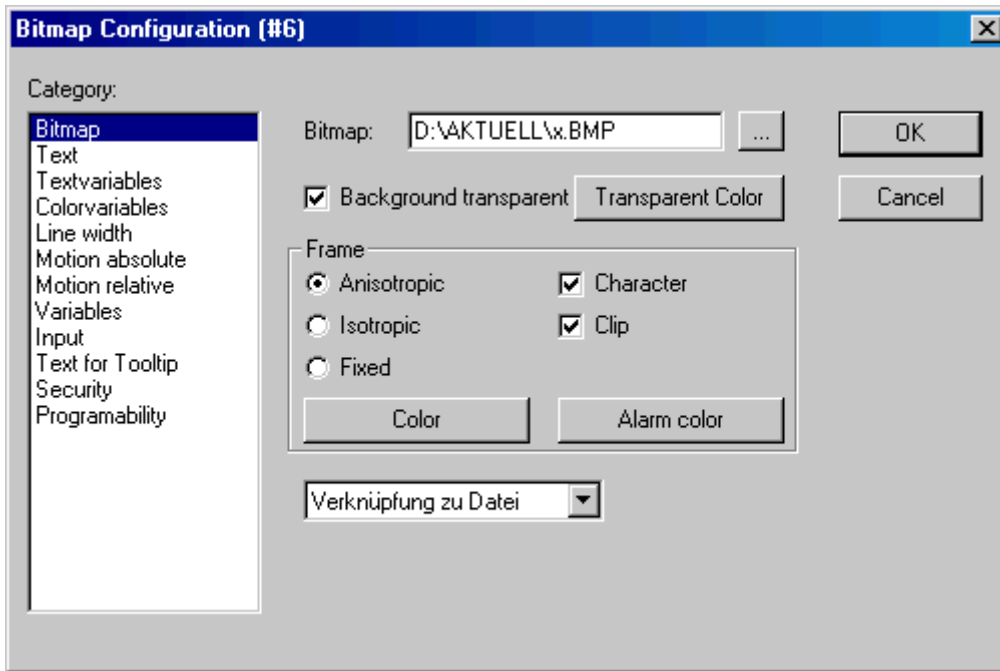 Bitmap Configuration (#6)
Category:
Bitmap
Text
Textvariables
Colorvariables
Line width
Motion absolute
Motion relative
Variables
Input
Text for Tooltip
Security
Programability
Bitmap: D:\AKTUELL\x.BMP ... OK
Background transparent Transparent Color Cancel
Frame
Anisotropic Character
Isotropic Clip
Fixed
Color Alarm color
Verknüpfung zu Datei